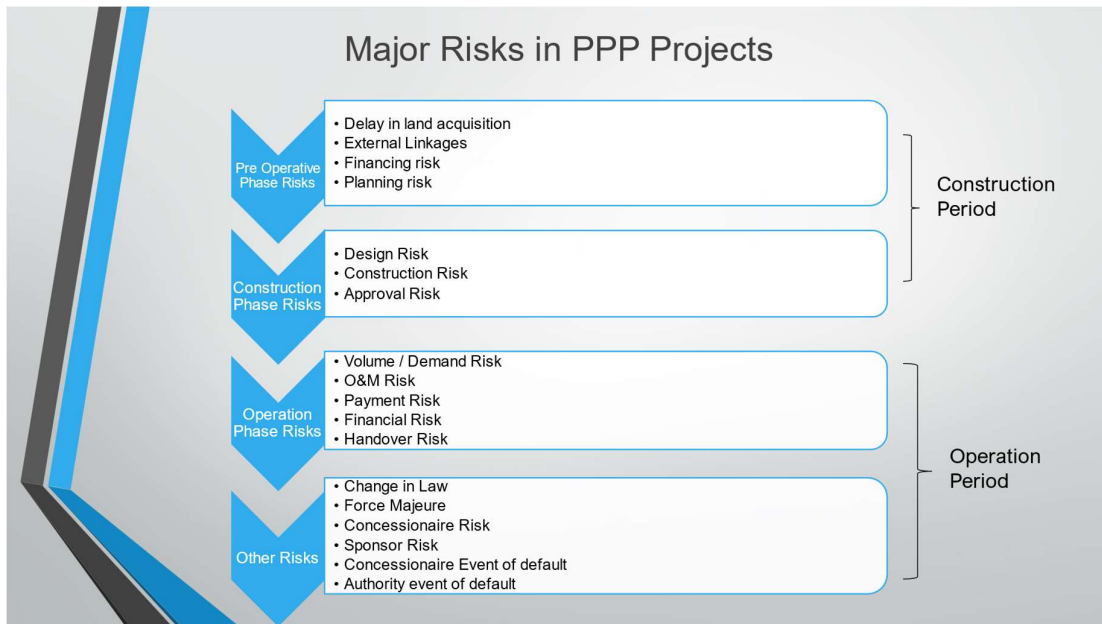 Major Risks in PPP Projects
Pre Operative
Phase Risks
• Delay in land acquisition
• External Linkages
• Financing risk
• Planning risk
Construction
Phase Risks
• Design Risk
• Construction Risk
• Approval Risk
Construction
Period
Operation
Phase Risks
• Volume / Demand Risk
• O&M Risk
• Payment Risk
• Financial Risk
• Handover Risk
Other Risks
• Change in Law
• Force Majeure
• Concessionaire Risk
• Sponsor Risk
• Concessionaire Event of default
• Authority event of default
Operation
Period